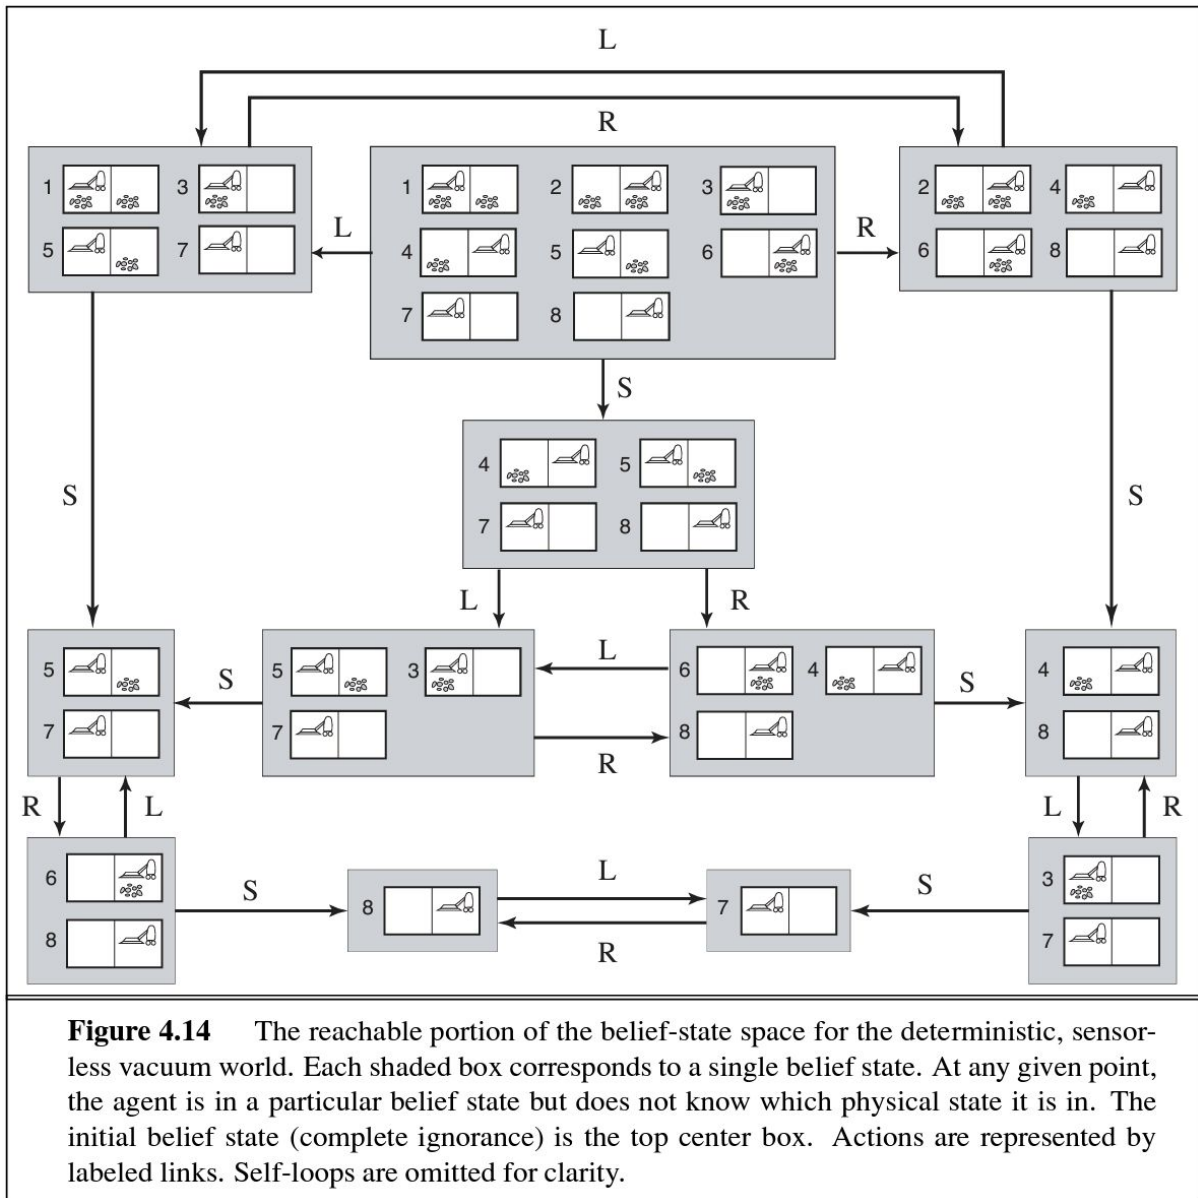 L
R
1 3
5 7
L
1 2 3
4 5 6
7 8
R
2 4
6 8
S
4 5
7 8
S
S
L
R
5
7
S
5 3
7
L
R
6 4
8
S
4
8
R
L
L
R
6
8
S
8
L
R
7
S
3
7
Figure 4.14 The reachable portion of the belief-state space for the deterministic, sensor-
less vacuum world. Each shaded box corresponds to a single belief state. At any given point,
the agent is in a particular belief state but does not know which physical state it is in. The
initial belief state (complete ignorance) is the top center box. Actions are represented by
labeled links. Self-loops are omitted for clarity.